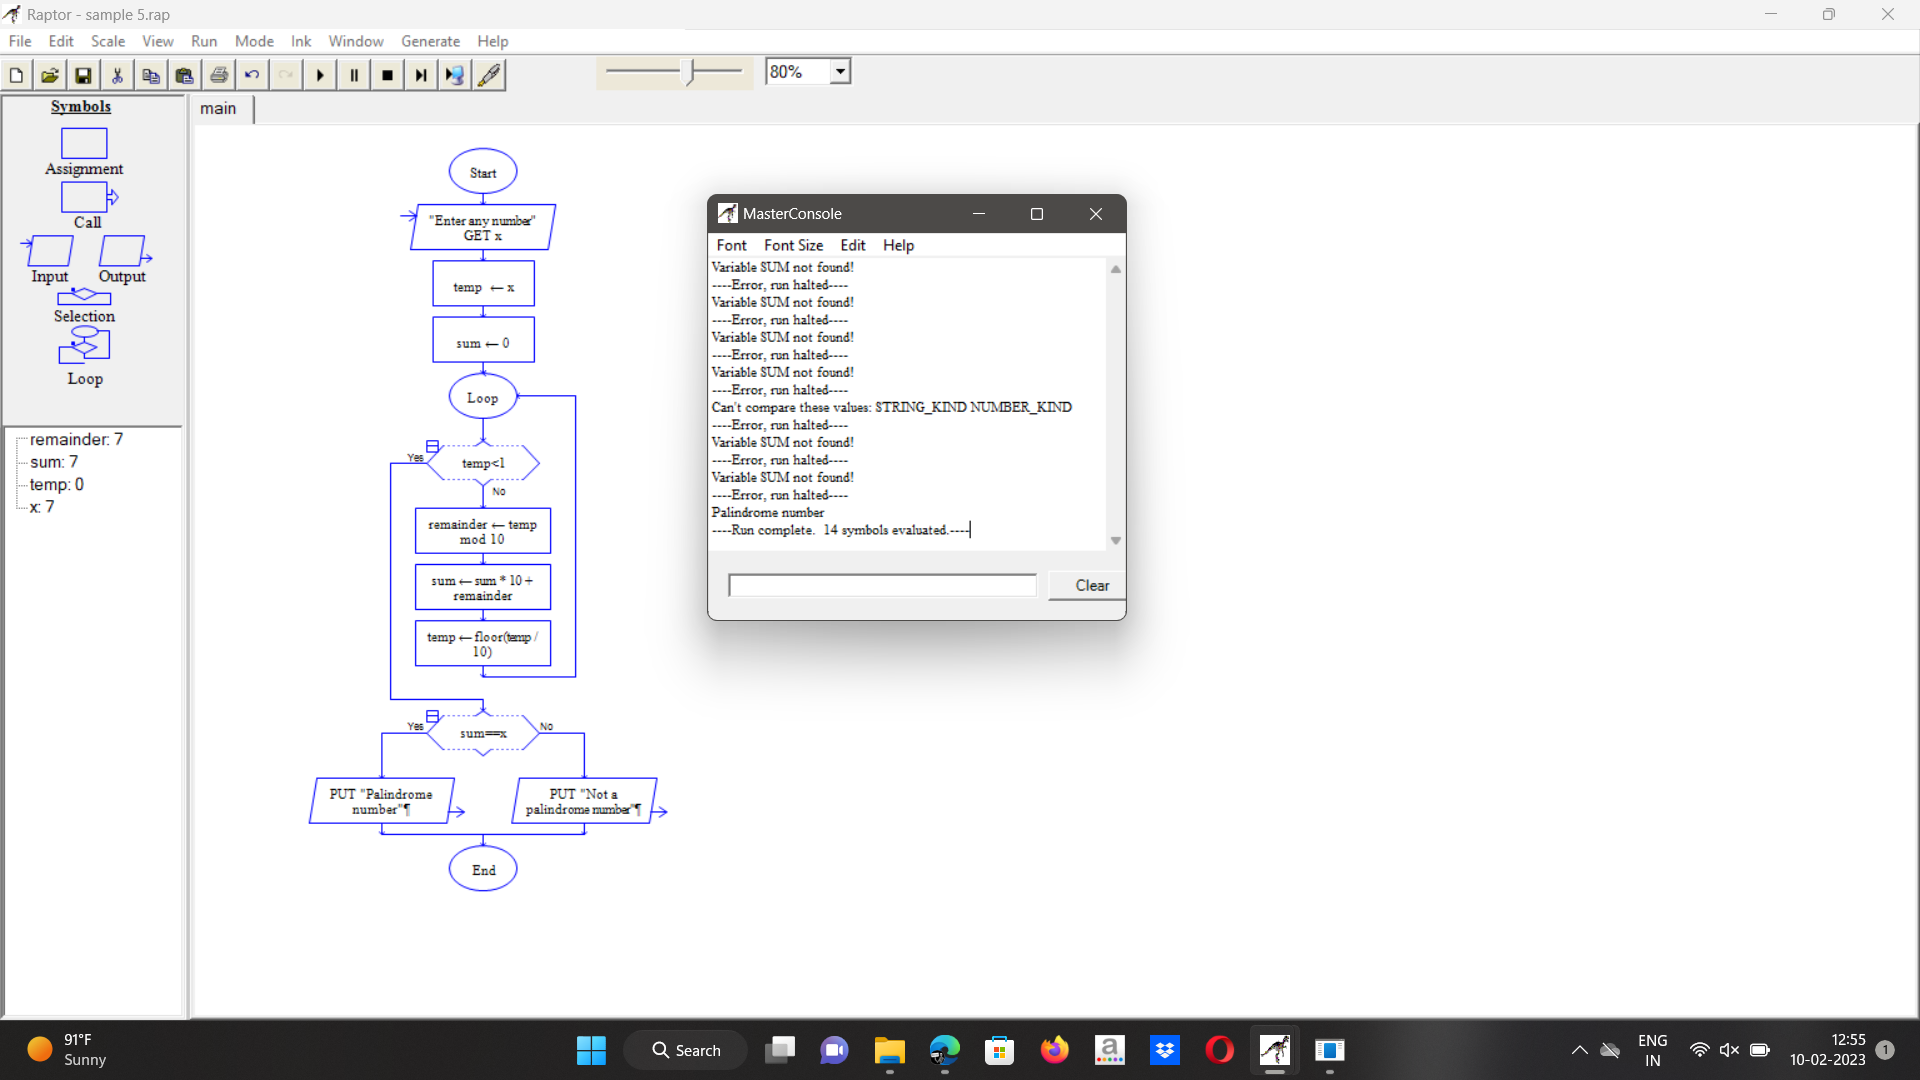 Raptor - sample 5.rap
File Edit Scale View Run Mode Ink Window Generate Help
80%
Symbols
Assignment
Call
Input Output
Selection
Loop
remainder: 7
sum: 7
temp: 0
x: 7
main
Start
"Enter any number"
GET x
temp ← x
sum ← 0
Loop
Yes
temp<1
No
remainder ← temp
mod 10
sum ← sum * 10 +
remainder
temp ← floor(temp /
10)
Yes
sum==x
No
PUT "Palindrome
number"¶
PUT "Not a
palindrome number"¶
End
MasterConsole
Font Font Size Edit Help
Variable SUM not found!
----Error, run halted----
Variable SUM not found!
----Error, run halted----
Variable SUM not found!
----Error, run halted----
Variable SUM not found!
----Error, run halted----
Can't compare these values: STRING_KIND NUMBER_KIND
----Error, run halted----
Variable SUM not found!
----Error, run halted----
Variable SUM not found!
----Error, run halted----
Palindrome number
----Run complete.  14 symbols evaluated.----
Clear
91°F
Sunny
Search
a
ENG
IN
12:55
10-02-2023
1